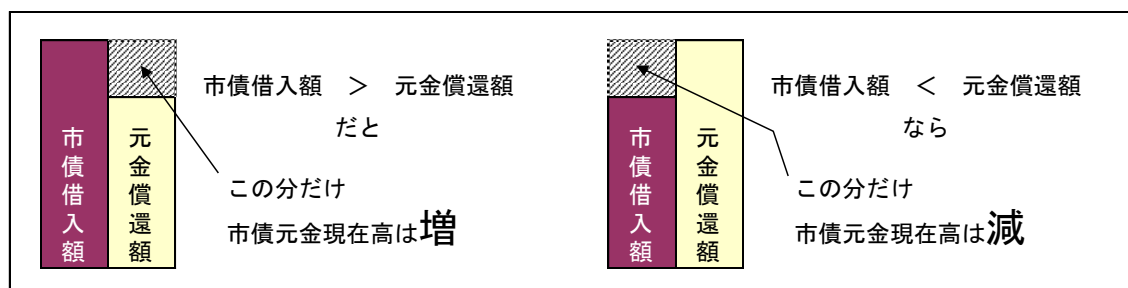 市債借入額
元金償還額
市債借入額　＞　元金償還額
だと
この分だけ
市債元金現在高は増
市債借入額
元金償還額
市債借入額　＜　元金償還額
なら
この分だけ
市債元金現在高は減